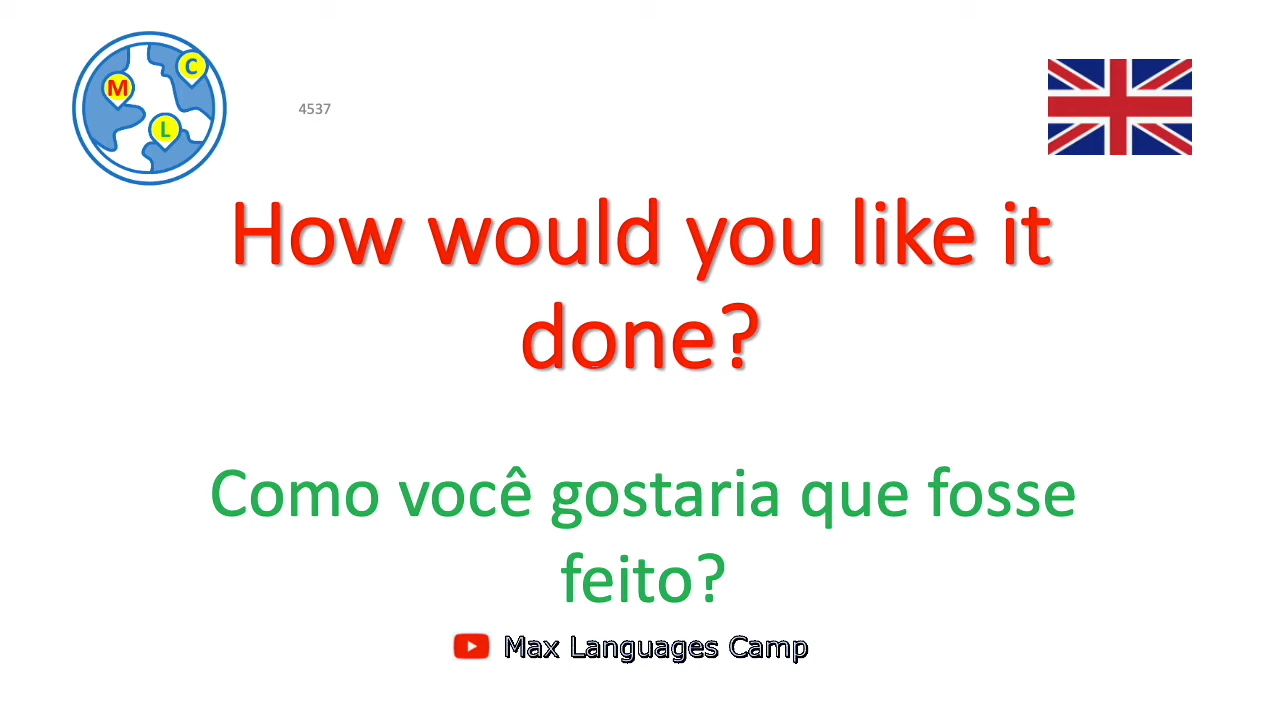 M
C
L
4537
How would you like it
done?
Como você gostaria que fosse
feito?
Max Languages Camp